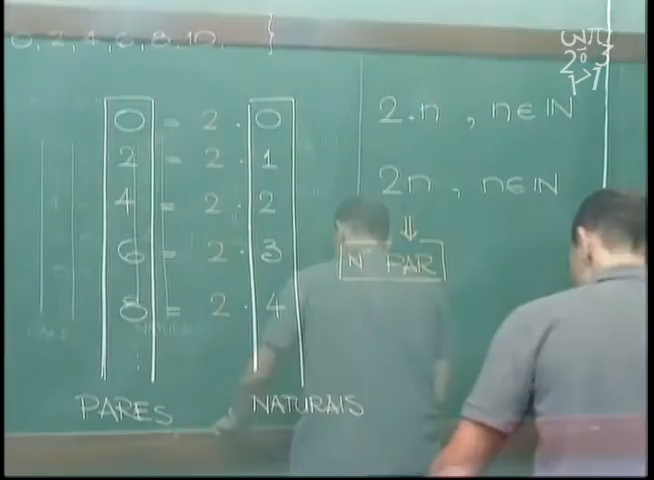 0, 2, 4, 6, 8, 10, }
0 = 2 . 0
2 = 2 . 1
4 = 2 . 2
6 = 2 . 3
8 = 2 . 4
PARES
NATURAIS
2.n , n∈IN
2n , n∈IN
⇓
Nº PAR